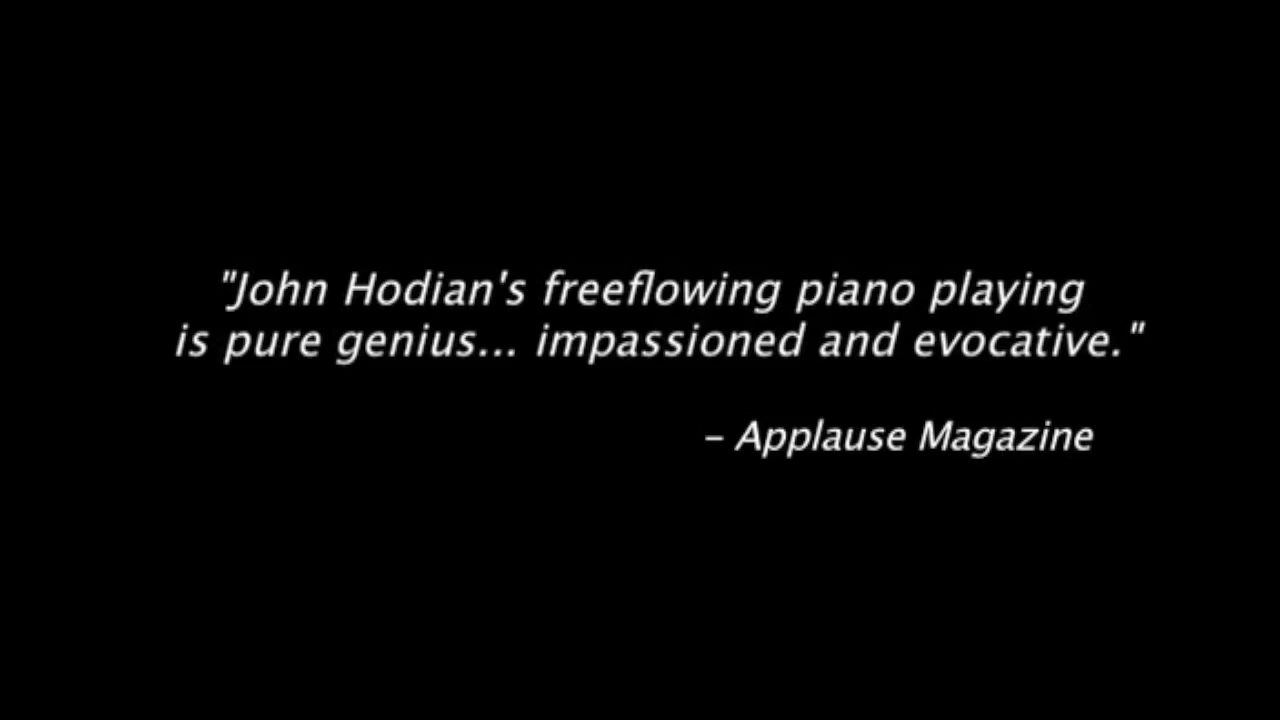 "John Hodian's freeflowing piano playing
is pure genius... impassioned and evocative."
– Applause Magazine